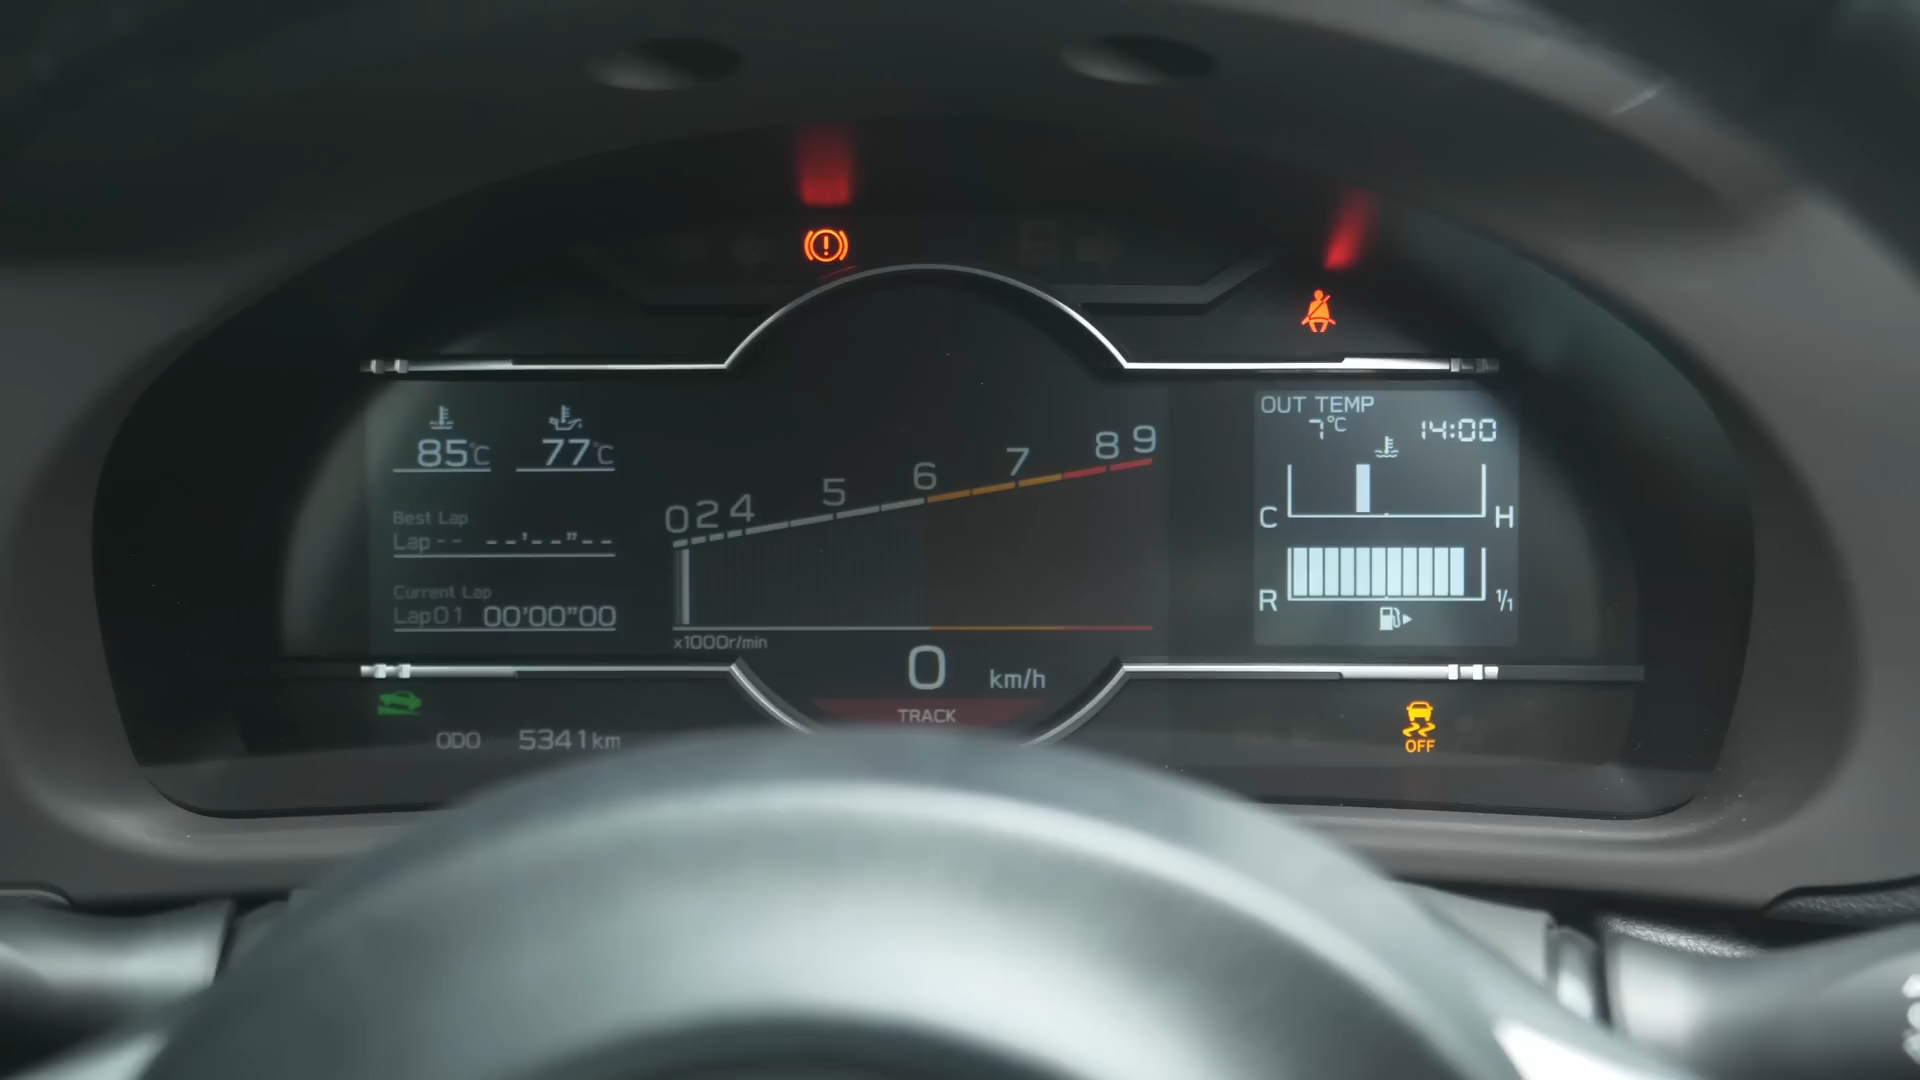 85°C 77°C
Best Lap
Lap-- --'--"--
Current Lap
Lap01 00'00"00
0 2 4 5 6 7 8 9
x1000r/min
0 km/h
TRACK
ODO 5341km
OUT TEMP
7°C 14:00
C H
R 1/1
OFF